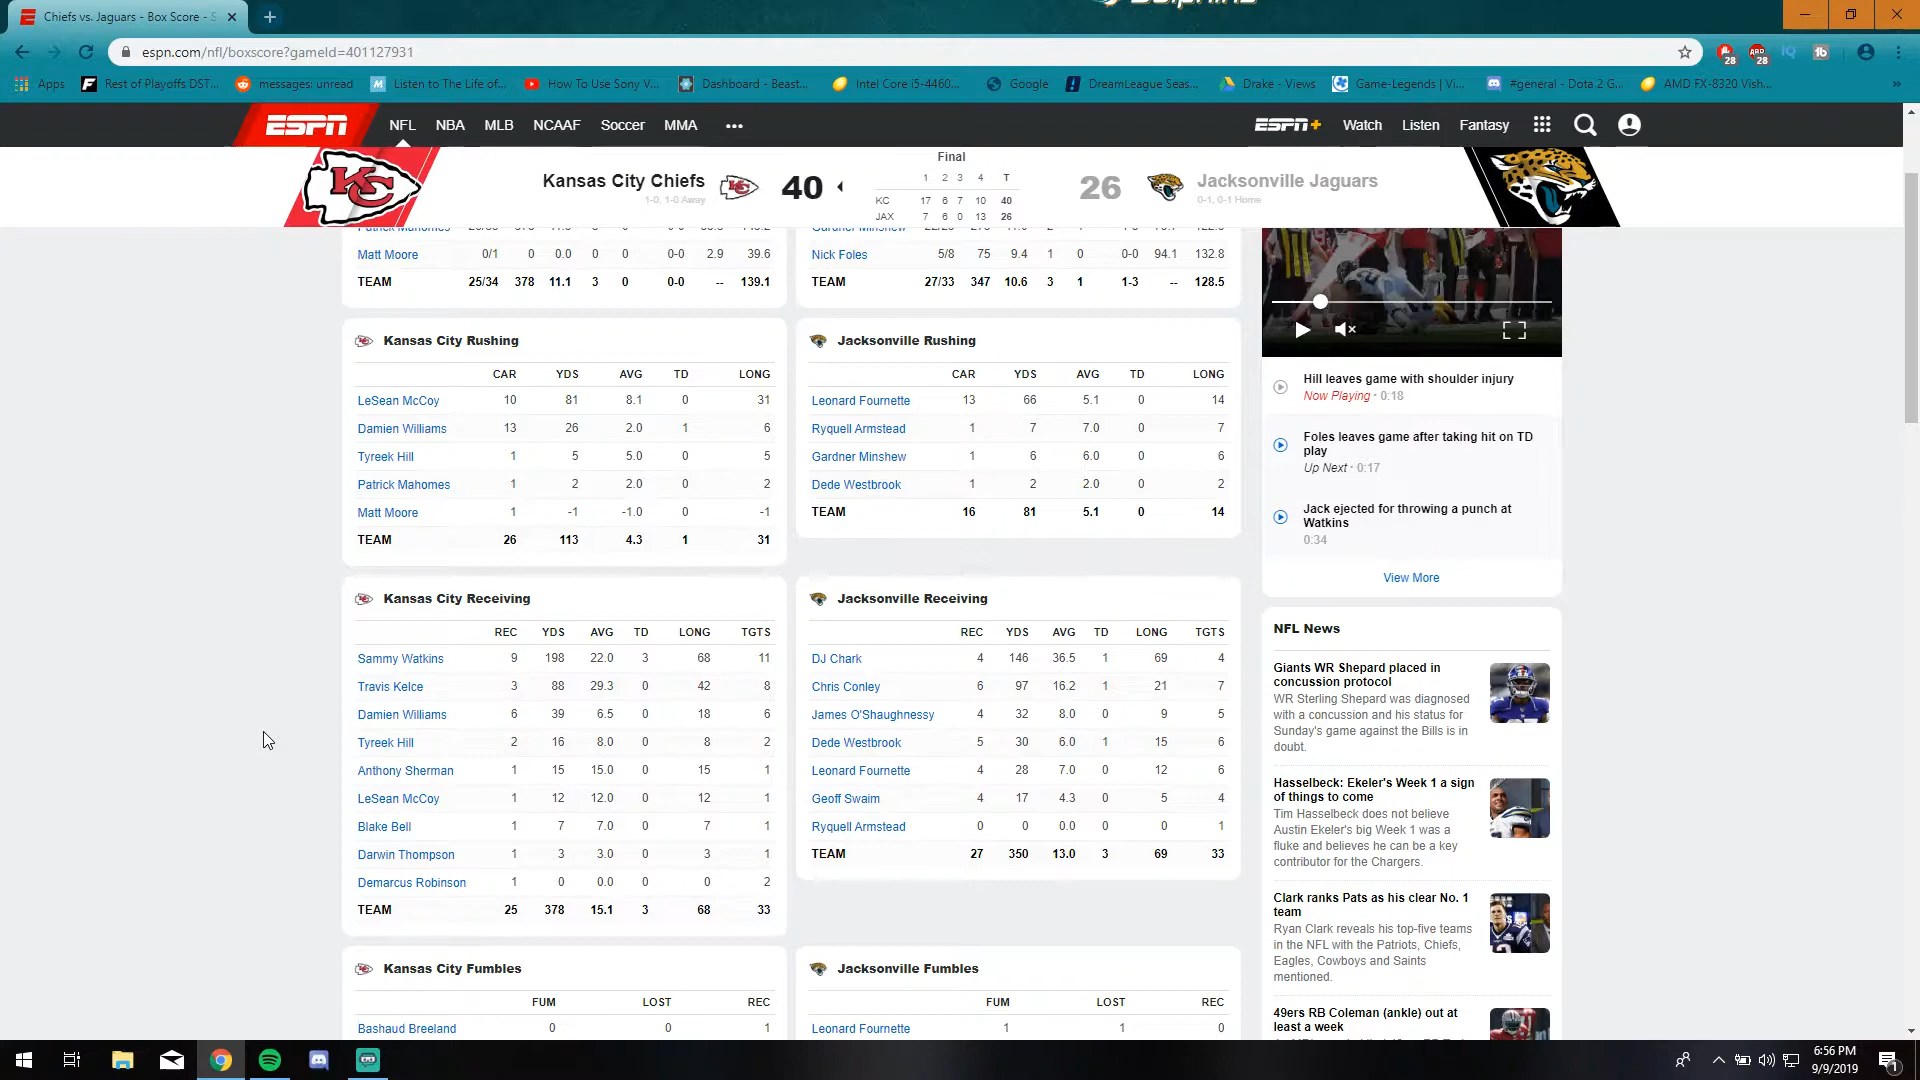 Dolphins
Chiefs vs. Jaguars - Box Score -
espn.com/nfl/boxscore?gameId=401127931
28 28
Apps Rest of Playoffs DST... messages: unread Listen to The Life of... How To Use Sony V... Dashboard - Beast... Intel Core i5-4460... Google DreamLeague Seas... Drake - Views Game-Legends | Vi... #general - Dota 2 G... AMD FX-8320 Vish... »
ESPN NFL NBA MLB NCAAF Soccer MMA ESPN+ Watch Listen Fantasy
Final
Kansas City Chiefs 40 1 2 3 4 T 26 Jacksonville Jaguars
1-0, 1-0 Away KC 17 6 7 10 40 0-1, 0-1 Home
JAX 7 6 0 13 26
Matt Moore 0/1 0 0.0 0 0 0-0 2.9 39.6
TEAM 25/34 378 11.1 3 0 0-0 -- 139.1
Gardner Minshew
Nick Foles 5/8 75 9.4 1 0 0-0 94.1 132.8
TEAM 27/33 347 10.6 3 1 1-3 -- 128.5
Kansas City Rushing
CAR YDS AVG TD LONG
LeSean McCoy 10 81 8.1 0 31
Damien Williams 13 26 2.0 1 6
Tyreek Hill 1 5 5.0 0 5
Patrick Mahomes 1 2 2.0 0 2
Matt Moore 1 -1 -1.0 0 -1
TEAM 26 113 4.3 1 31
Jacksonville Rushing
CAR YDS AVG TD LONG
Leonard Fournette 13 66 5.1 0 14
Ryquell Armstead 1 7 7.0 0 7
Gardner Minshew 1 6 6.0 0 6
Dede Westbrook 1 2 2.0 0 2
TEAM 16 81 5.1 0 14
Kansas City Receiving
REC YDS AVG TD LONG TGTS
Sammy Watkins 9 198 22.0 3 68 11
Travis Kelce 3 88 29.3 0 42 8
Damien Williams 6 39 6.5 0 18 6
Tyreek Hill 2 16 8.0 0 8 2
Anthony Sherman 1 15 15.0 0 15 1
LeSean McCoy 1 12 12.0 0 12 1
Blake Bell 1 7 7.0 0 7 1
Darwin Thompson 1 3 3.0 0 3 1
Demarcus Robinson 1 0 0.0 0 0 2
TEAM 25 378 15.1 3 68 33
Jacksonville Receiving
REC YDS AVG TD LONG TGTS
DJ Chark 4 146 36.5 1 69 4
Chris Conley 6 97 16.2 1 21 7
James O'Shaughnessy 4 32 8.0 0 9 5
Dede Westbrook 5 30 6.0 1 15 6
Leonard Fournette 4 28 7.0 0 12 6
Geoff Swaim 4 17 4.3 0 5 4
Ryquell Armstead 0 0 0.0 0 0 1
TEAM 27 350 13.0 3 69 33
Kansas City Fumbles
FUM LOST REC
Bashaud Breeland 0 0 1
Jacksonville Fumbles
FUM LOST REC
Leonard Fournette 1 1 0
Hill leaves game with shoulder injury
Now Playing · 0:18
Foles leaves game after taking hit on TD
play
Up Next · 0:17
Jack ejected for throwing a punch at
Watkins
0:34
View More
NFL News
Giants WR Shepard placed in
concussion protocol
WR Sterling Shepard was diagnosed
with a concussion and his status for
Sunday's game against the Bills is in
doubt.
Hasselbeck: Ekeler's Week 1 a sign
of things to come
Tim Hasselbeck does not believe
Austin Ekeler's big Week 1 was a
fluke and believes he can be a key
contributor for the Chargers.
Clark ranks Pats as his clear No. 1
team
Ryan Clark reveals his top-five teams
in the NFL with the Patriots, Chiefs,
Eagles, Cowboys and Saints
mentioned.
49ers RB Coleman (ankle) out at
least a week
6:56 PM
9/9/2019
1